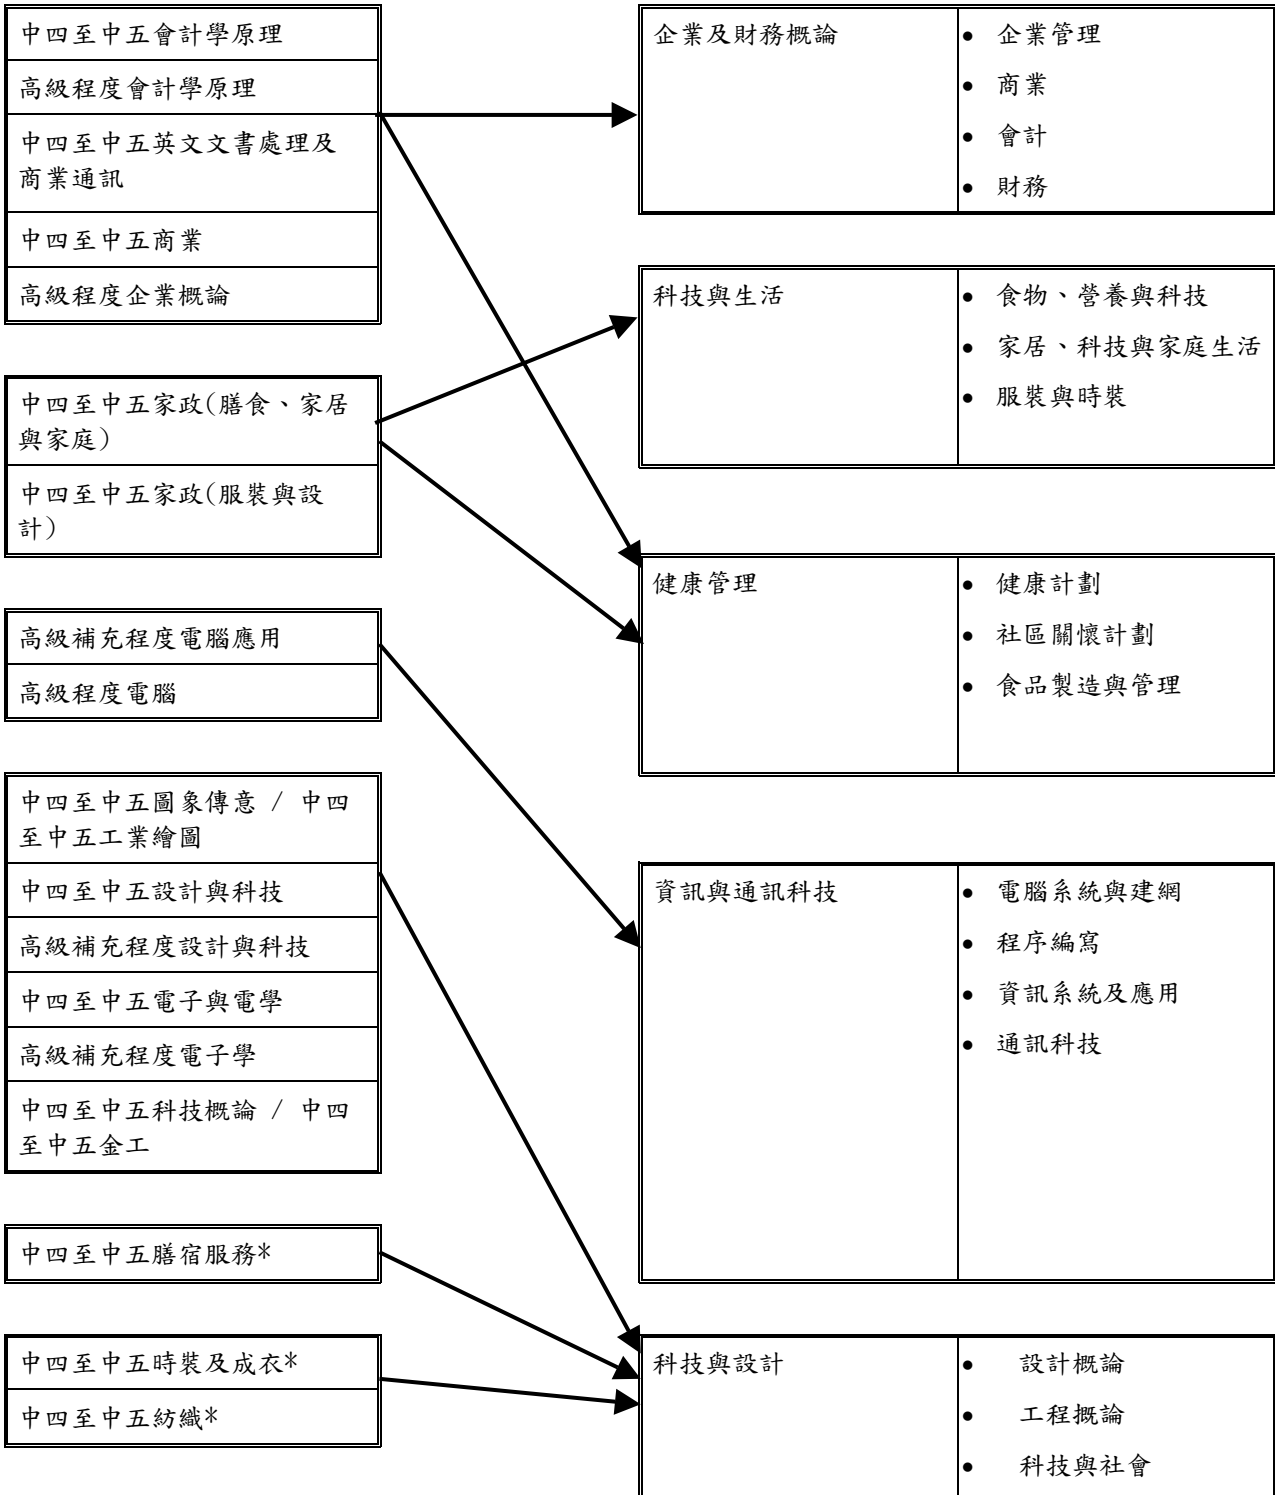 中四至中五會計學原理
高級程度會計學原理
中四至中五英文文書處理及
商業通訊
中四至中五商業
高級程度企業概論
中四至中五家政(膳食、家居
與家庭)
中四至中五家政(服裝與設
計)
高級補充程度電腦應用
高級程度電腦
中四至中五圖象傳意 / 中四
至中五工業繪圖
中四至中五設計與科技
高級補充程度設計與科技
中四至中五電子與電學
高級補充程度電子學
中四至中五科技概論 / 中四
至中五金工
中四至中五膳宿服務*
中四至中五時裝及成衣*
中四至中五紡織*
企業及財務概論
• 企業管理
• 商業
• 會計
• 財務
科技與生活
• 食物、營養與科技
• 家居、科技與家庭生活
• 服裝與時裝
健康管理
• 健康計劃
• 社區關懷計劃
• 食品製造與管理
資訊與通訊科技
• 電腦系統與建網
• 程序編寫
• 資訊系統及應用
• 通訊科技
科技與設計
• 設計概論
• 工程概論
• 科技與社會